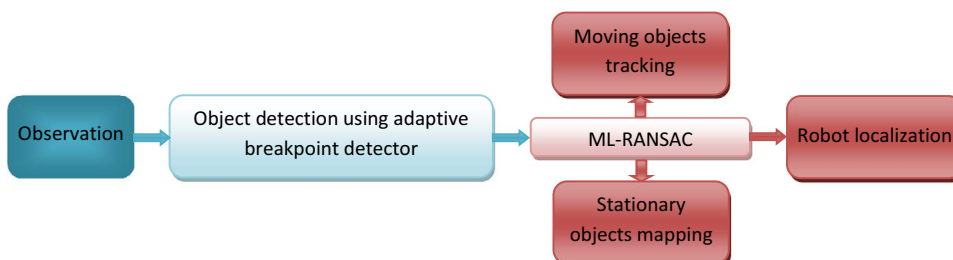 Moving objects
tracking
Observation
Object detection using adaptive
breakpoint detector
ML-RANSAC
Robot localization
Stationary
objects mapping